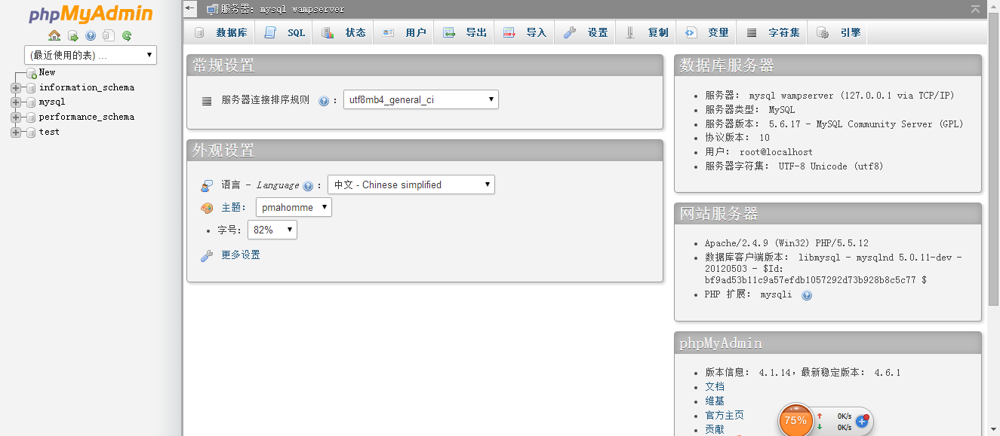 phpMyAdmin
(最近使用的表) ...
New
information_schema
mysql
performance_schema
test
服务器: mysql wampserver
数据库 SQL 状态 用户 导出 导入 设置 复制 变量 字符集 引擎
常规设置
服务器连接排序规则 : utf8mb4_general_ci
外观设置
语言 - Language : 中文 - Chinese simplified
主题: pmahomme
字号: 82%
更多设置
数据库服务器
服务器: mysql wampserver (127.0.0.1 via TCP/IP)
服务器类型: MySQL
服务器版本: 5.6.17 - MySQL Community Server (GPL)
协议版本: 10
用户: root@localhost
服务器字符集: UTF-8 Unicode (utf8)
网站服务器
Apache/2.4.9 (Win32) PHP/5.5.12
数据库客户端版本: libmysql - mysqlnd 5.0.11-dev -
20120503 - $Id:
bf9ad53b11c9a57efdb1057292d73b928b8c5c77 $
PHP 扩展: mysqli
phpMyAdmin
版本信息: 4.1.14, 最新稳定版本: 4.6.1
文档
维基
官方主页
贡献
75%
0K/s
0K/s